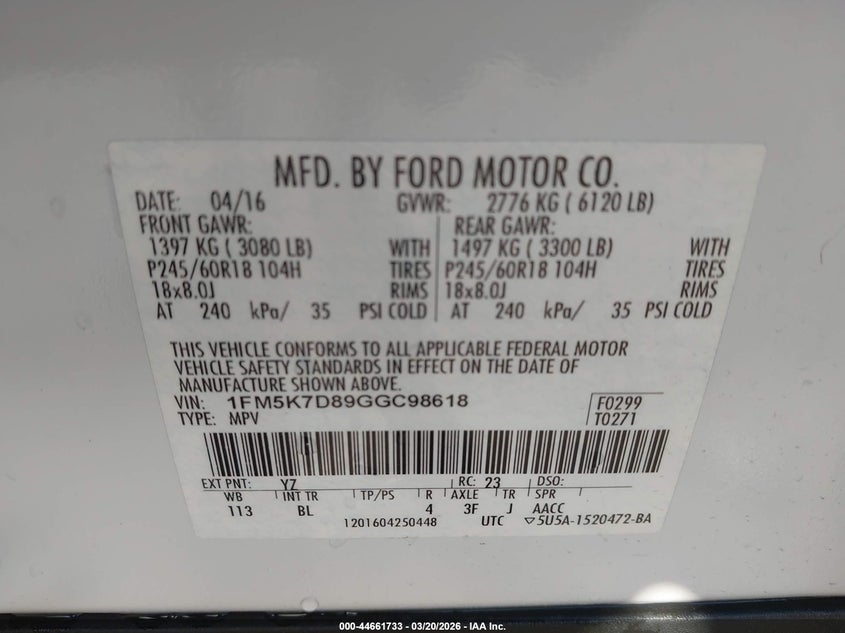 MFD. BY FORD MOTOR CO.
DATE: 04/16 GVWR: 2776 KG ( 6120 LB)
FRONT GAWR: REAR GAWR:
1397 KG ( 3080 LB) WITH 1497 KG ( 3300 LB) WITH
P245/60R18 104H TIRES P245/60R18 104H TIRES
18x8.0J RIMS 18x8.0J RIMS
AT 240 kPa/ 35 PSI COLD AT 240 kPa/ 35 PSI COLD
THIS VEHICLE CONFORMS TO ALL APPLICABLE FEDERAL MOTOR
VEHICLE SAFETY STANDARDS IN EFFECT ON THE DATE OF
MANUFACTURE SHOWN ABOVE.
VIN: 1FM5K7D89GGC98618 F0299
TYPE: MPV T0271
EXT PNT: YZ RC: 23 DSO:
WB INT TR TP/PS R AXLE TR SPR
113 BL 4 3F J AACC
1201604250448 UTC ▽5U5A-1520472-BA
000-44661733 - 03/20/2026 - IAA Inc.